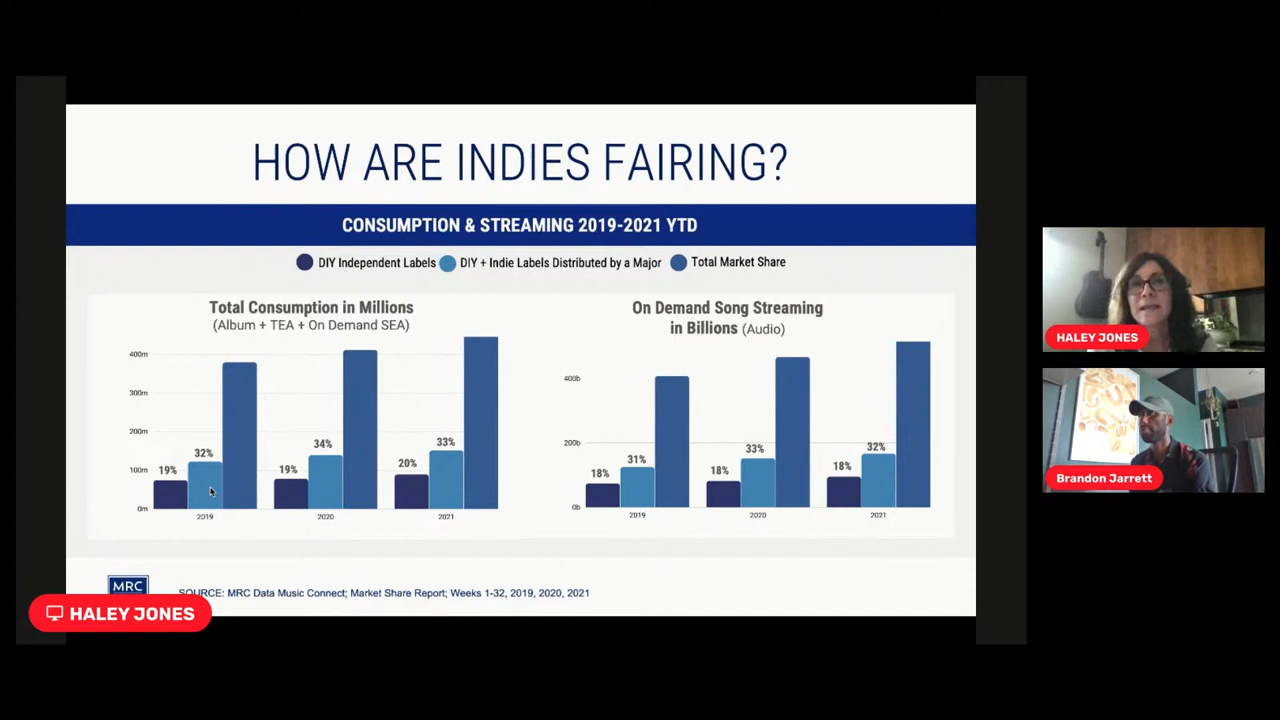 HOW ARE INDIES FAIRING?
CONSUMPTION & STREAMING 2019-2021 YTD
DIY Independent Labels
DIY + Indie Labels Distributed by a Major
Total Market Share
Total Consumption in Millions
(Album + TEA + On Demand SEA)
400m
300m
200m
100m
0m
19%
32%
19%
34%
20%
33%
2019
2020
2021
On Demand Song Streaming
in Billions (Audio)
400b
200b
0b
18%
31%
18%
33%
18%
32%
2019
2020
2021
MRC
SOURCE: MRC Data Music Connect; Market Share Report; Weeks 1-32, 2019, 2020, 2021
HALEY JONES
HALEY JONES
Brandon Jarrett